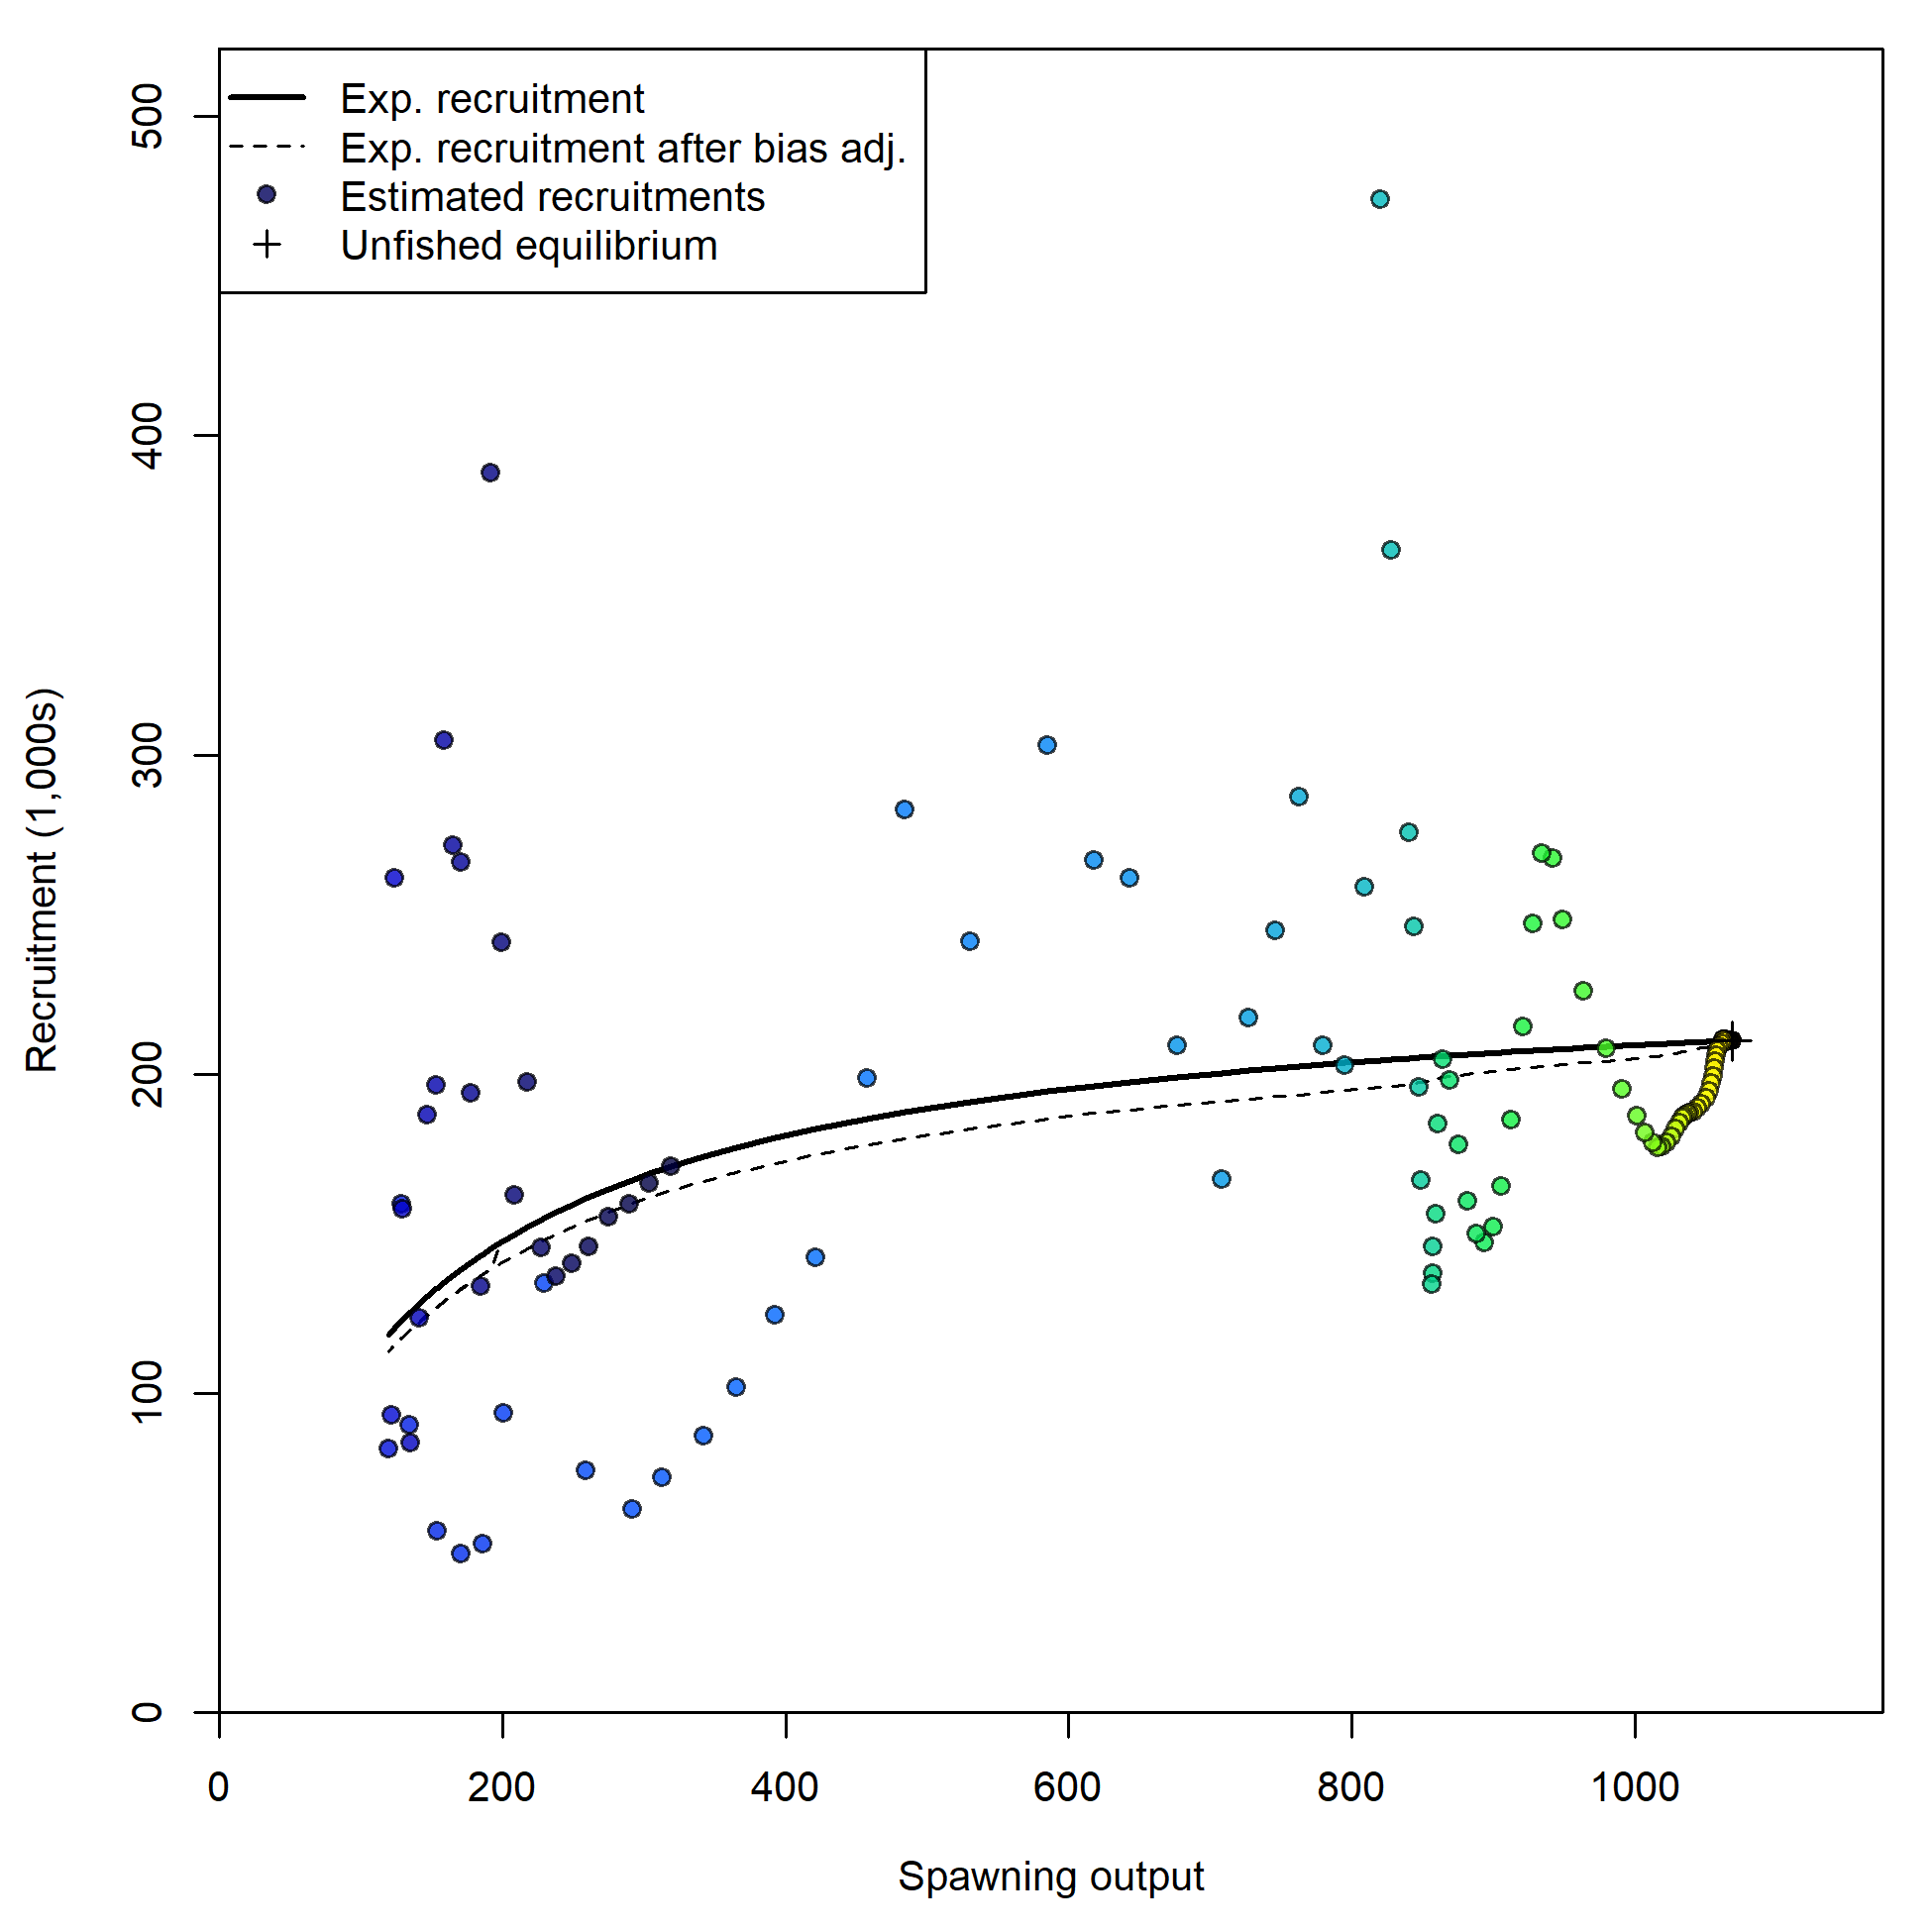 Exp. recruitment
Exp. recruitment after bias adj.
Estimated recruitments
Unfished equilibrium
500
400
300
200
100
0
Recruitment (1,000s)
0 200 400 600 800 1000
Spawning output